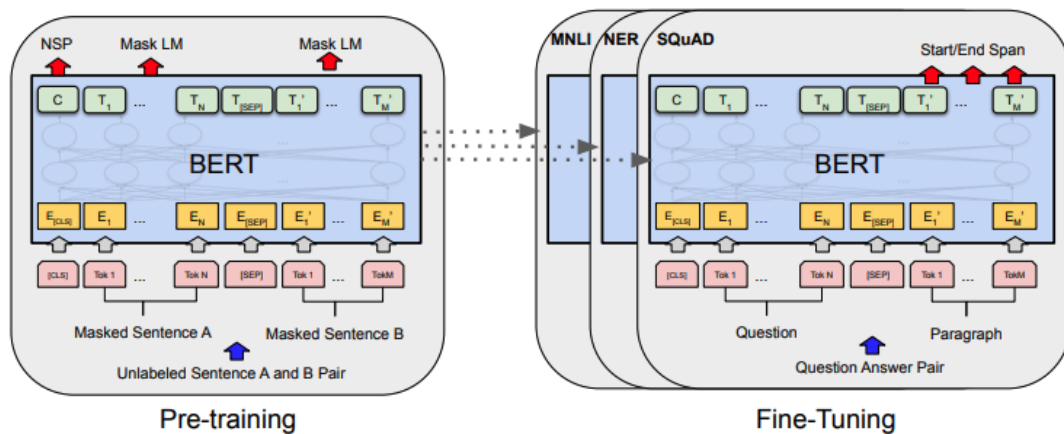 NSP Mask LM Mask LM
C T1 ... TN T[SEP] T1' ... TM'
BERT
E[CLS] E1 ... EN E[SEP] E1' ... EM'
[CLS] Tok 1 ... Tok N [SEP] Tok 1 ... TokM
Masked Sentence A Masked Sentence B
Unlabeled Sentence A and B Pair
Pre-training
MNLI NER SQuAD
Start/End Span
C T1 ... TN T[SEP] T1' ... TM'
BERT
E[CLS] E1 ... EN E[SEP] E1' ... EM'
[CLS] Tok 1 ... Tok N [SEP] Tok 1 ... TokM
Question Paragraph
Question Answer Pair
Fine-Tuning